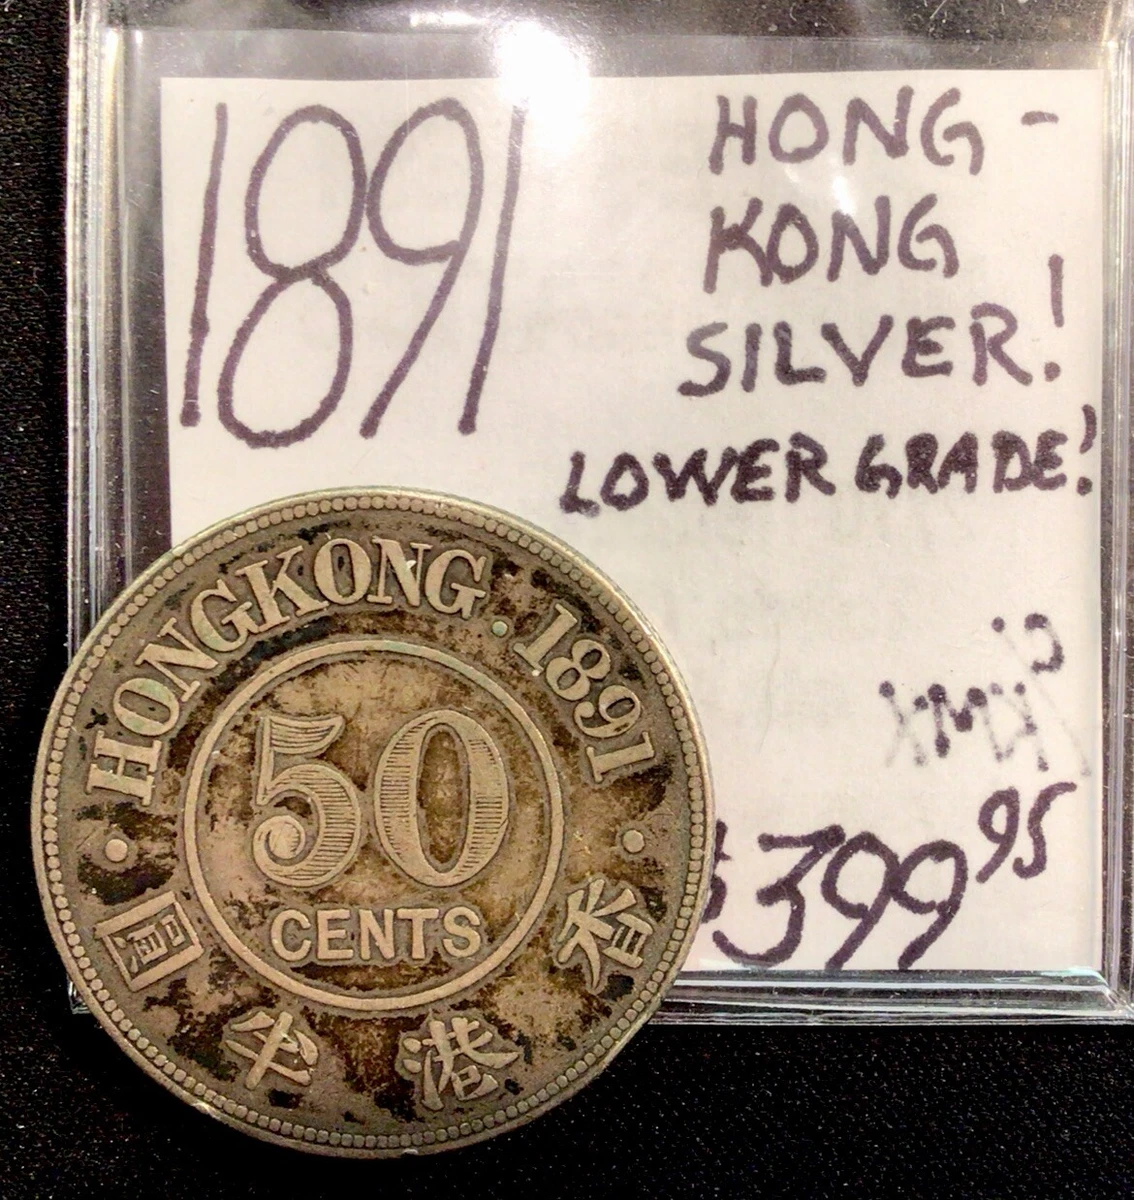 1891
HONG-
KONG
SILVER!
LOWER GRADE!
$399 95
HONGKONG · 1891 ·
50
CENTS
香港半圓